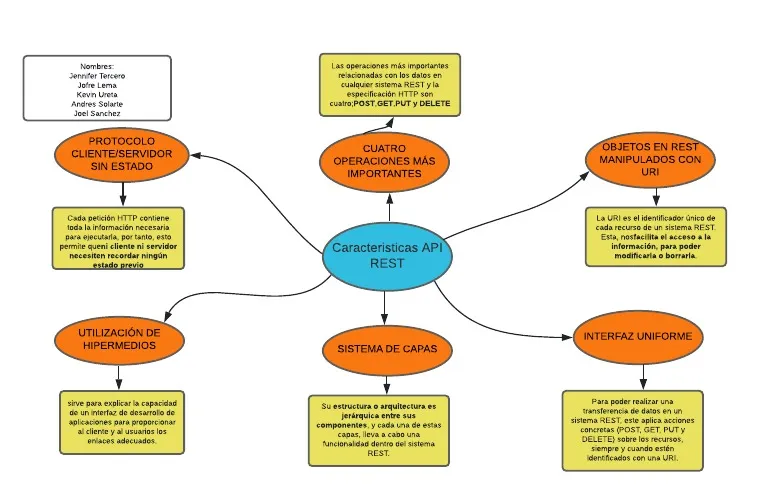 Nombres:
Jennifer Tercero
Jofre Lema
Kevin Ureta
Andres Solarte
Joel Sanchez
Las operaciones más importantes
relacionadas con los datos en
cualquier sistema REST y la
especificación HTTP son
cuatro;POST,GET,PUT y DELETE
PROTOCOLO
CLIENTE/SERVIDOR
SIN ESTADO
CUATRO
OPERACIONES MÁS
IMPORTANTES
OBJETOS EN REST
MANIPULADOS CON
URI
Cada petición HTTP contiene
toda la información necesaria
para ejecutarla, por tanto, esto
permite queni cliente ni servidor
necesiten recordar ningún
estado previo
La URI es el identificador único de
cada recurso de un sistema REST.
Esta, nosfacilita el acceso a la
información, para poder
modificarla o borrarla.
Caracteristicas API
REST
UTILIZACIÓN DE
HIPERMEDIOS
SISTEMA DE CAPAS
INTERFAZ UNIFORME
sirve para explicar la capacidad
de un interfaz de desarrollo de
aplicaciones para proporcionar
al cliente y al usuarios los
enlaces adecuados.
Su estructura o arquitectura es
jerárquica entre sus
componentes, y cada una de estas
capas, lleva a cabo una
funcionalidad dentro del sistema
REST.
Para poder realizar una
transferencia de datos en un
sistema REST, este aplica acciones
concretas (POST, GET, PUT y
DELETE) sobre los recursos,
siempre y cuando estén
identificados con una URI.